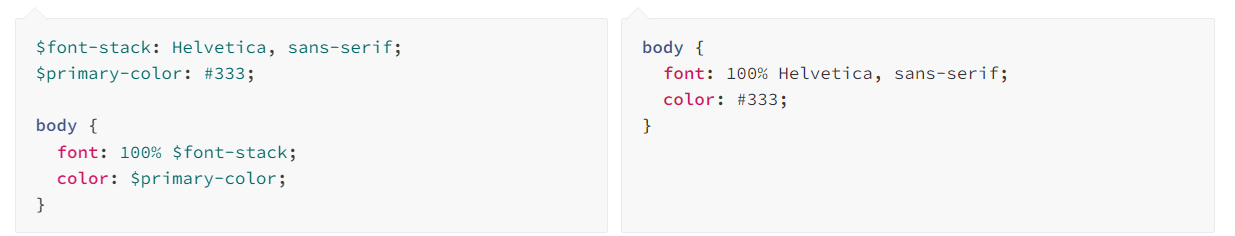 $font-stack: Helvetica, sans-serif;
$primary-color: #333;

body {
  font: 100% $font-stack;
  color: $primary-color;
}

body {
  font: 100% Helvetica, sans-serif;
  color: #333;
}